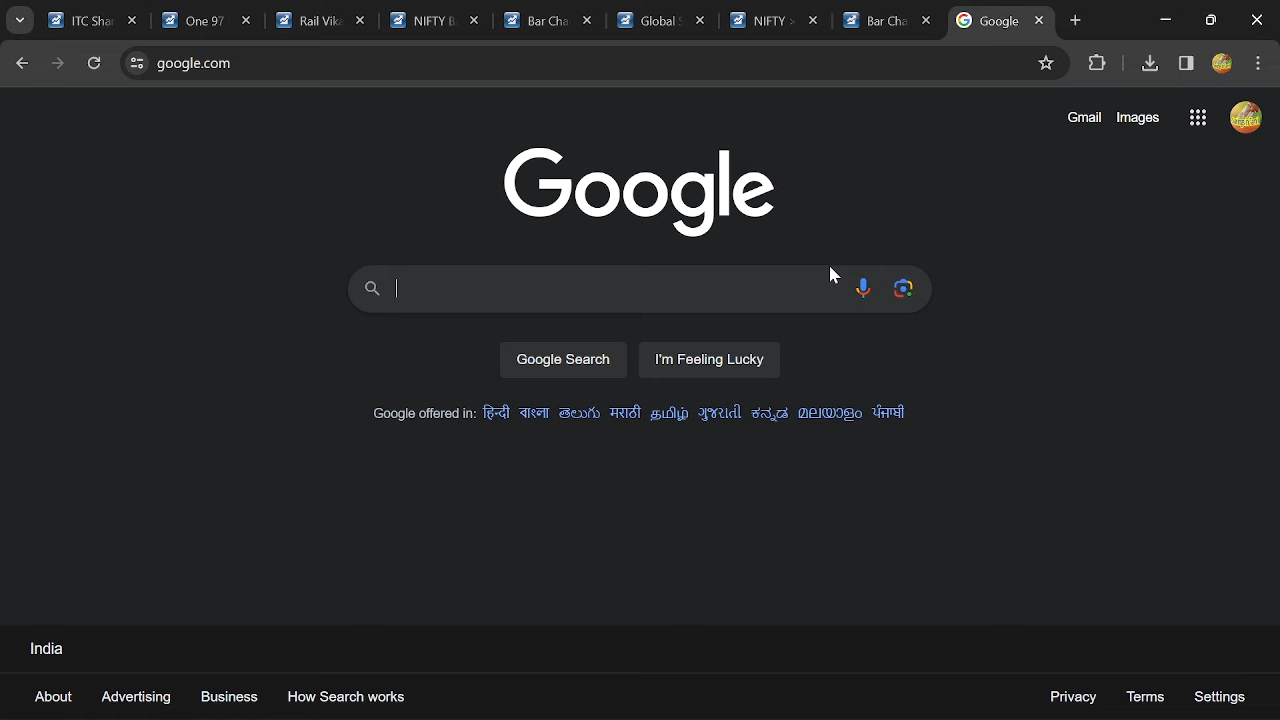 ITC Shar One 97 Rail Vika NIFTY B Bar Cha Global S NIFTY > Bar Cha Google
google.com
Gmail Images
Google
Google Search I'm Feeling Lucky
Google offered in: हिन्दी বাংলা తెలుగు मराठी தமிழ் ગુજરાતી ಕನ್ನಡ മലയാളം ਪੰਜਾਬੀ
India
About Advertising Business How Search works Privacy Terms Settings